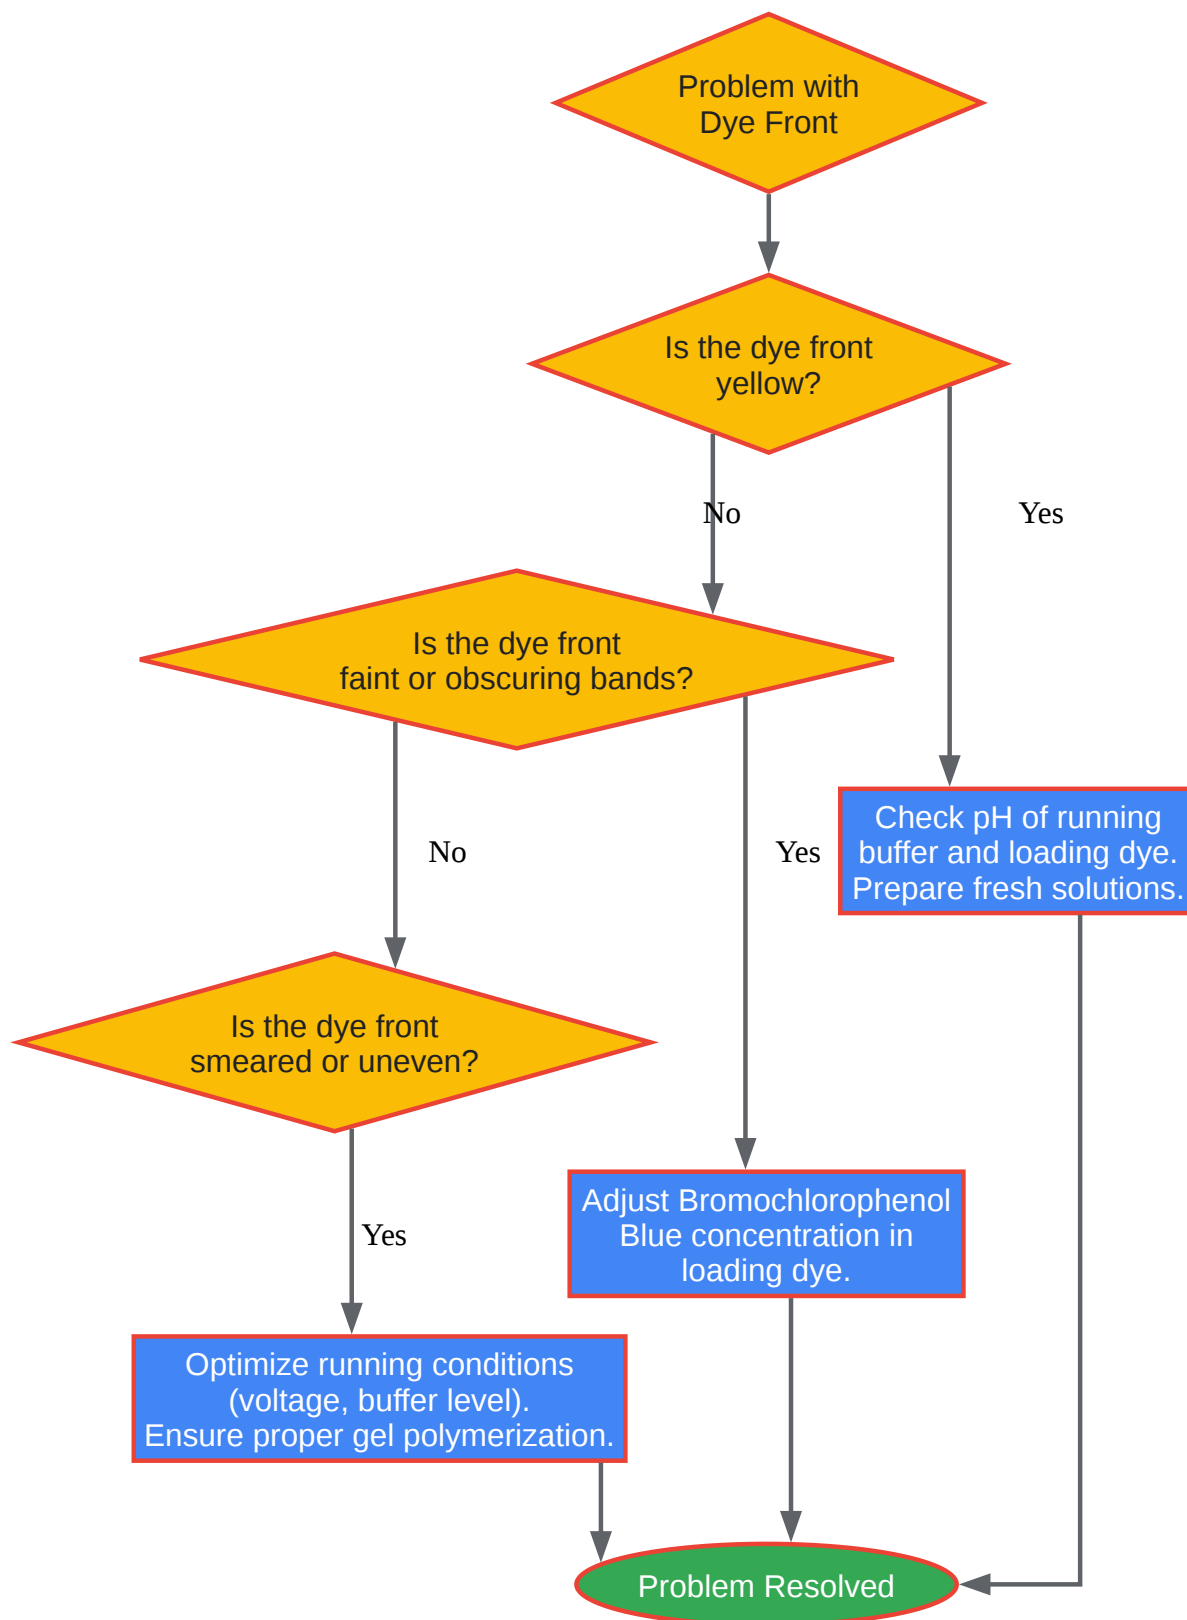 Problem with
Dye Front
Is the dye front
yellow?
No
Yes
Is the dye front
faint or obscuring bands?
Check pH of running
buffer and loading dye.
Prepare fresh solutions.
No
Yes
Is the dye front
smeared or uneven?
Adjust Bromochlorophenol
Blue concentration in
loading dye.
Yes
Optimize running conditions
(voltage, buffer level).
Ensure proper gel polymerization.
Problem Resolved